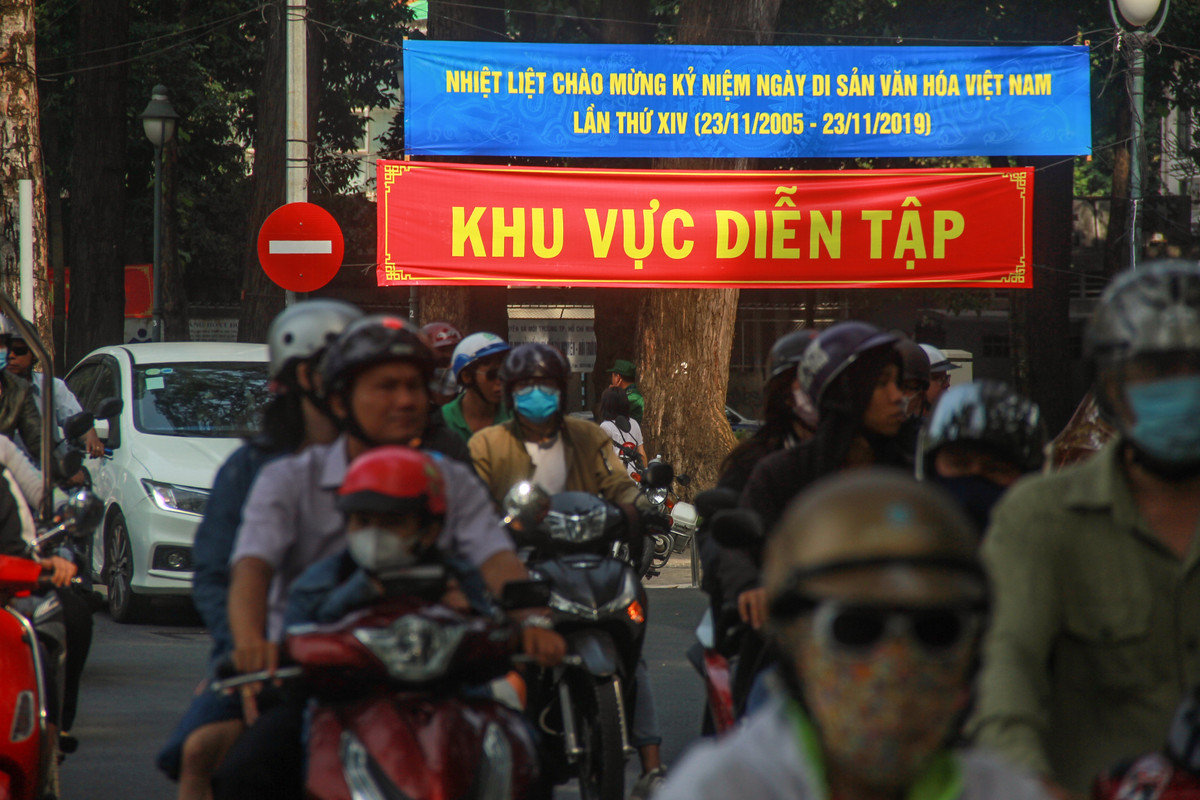 NHIỆT LIỆT CHÀO MỪNG KỶ NIỆM NGÀY DI SẢN VĂN HÓA VIỆT NAM
LẦN THỨ XIV (23/11/2005 - 23/11/2019)
KHU VỰC DIỄN TẬP